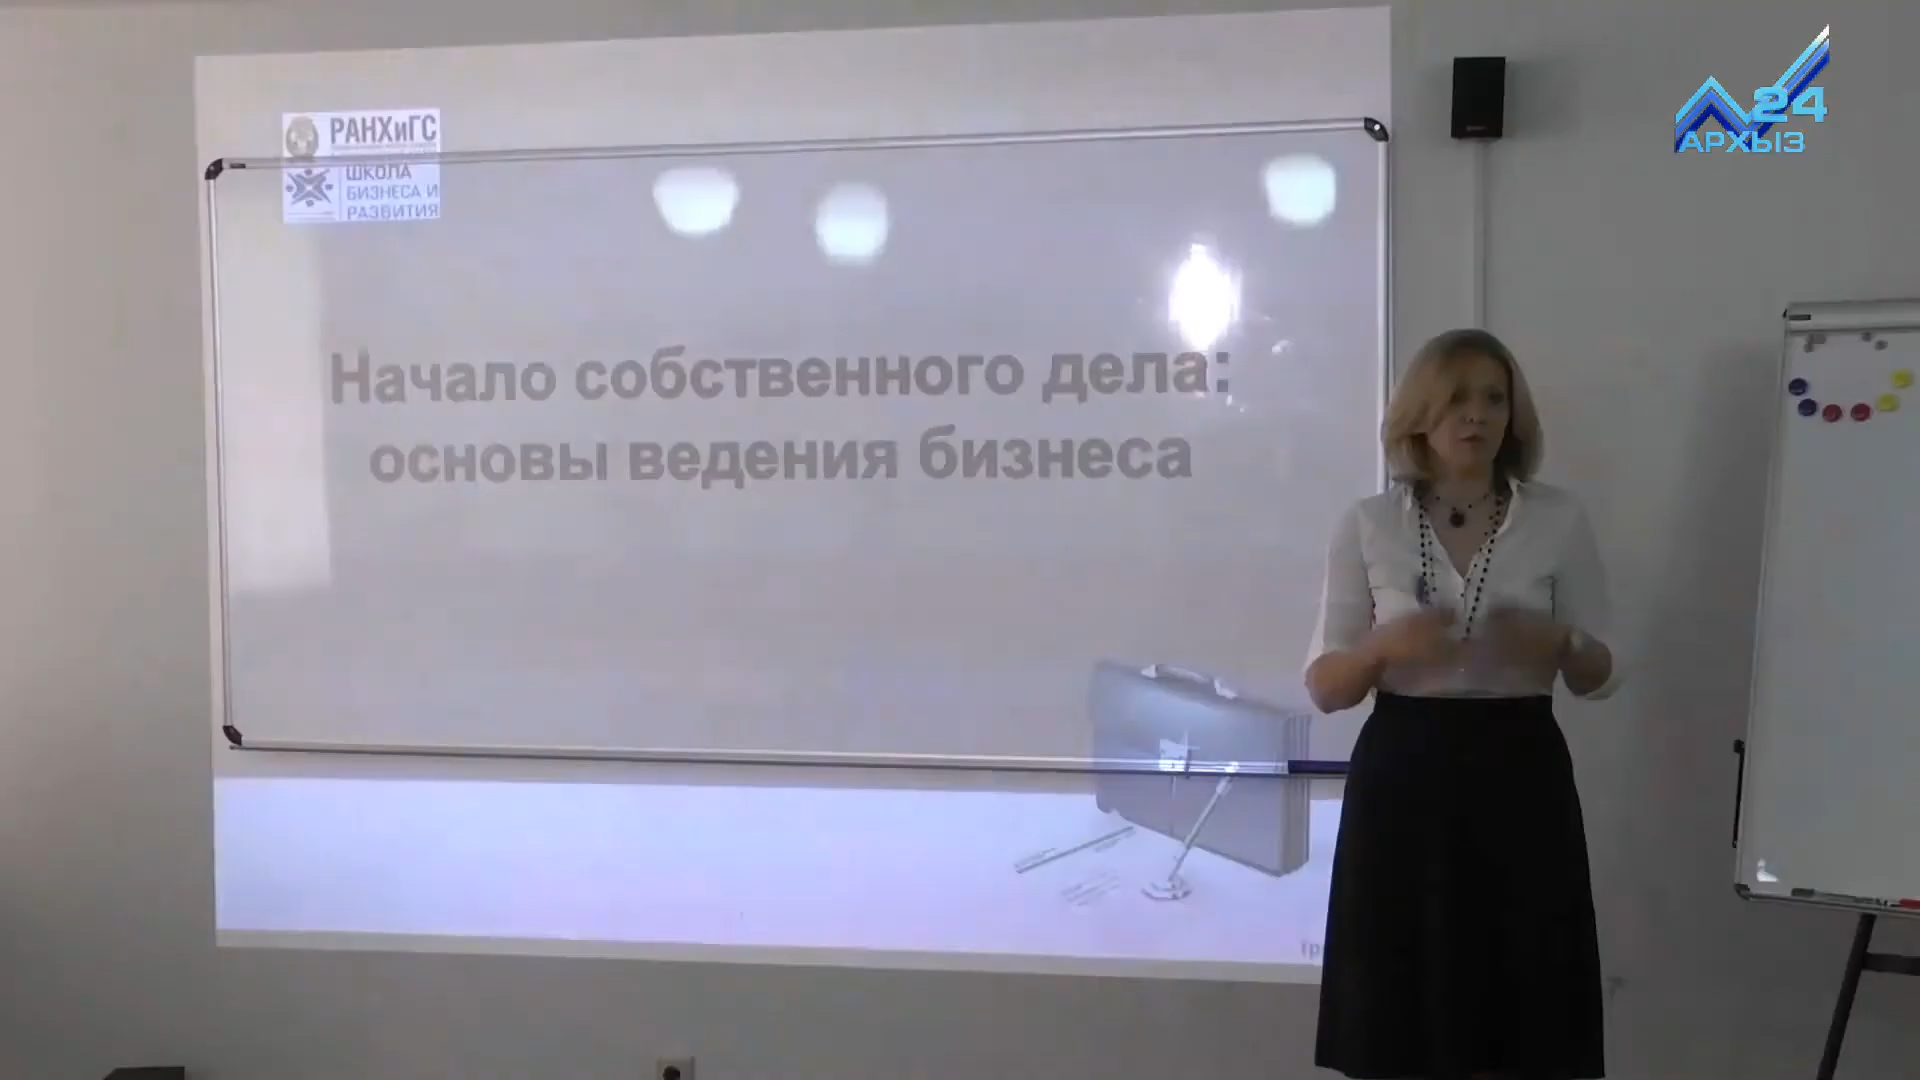 РАНХиГС
ШКОЛА
БИЗНЕСА И
РАЗВИТИЯ
24
АРХЫЗ
Начало собственного дела:
основы ведения бизнеса